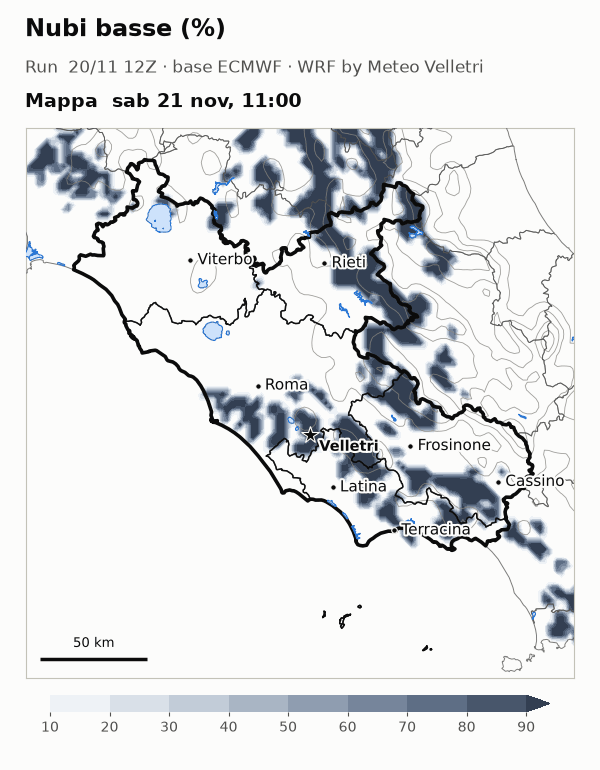 Nubi basse (%)
Run  20/11 12Z · base ECMWF · WRF by Meteo Velletri
Mappa  sab 21 nov, 11:00
Viterbo
Rieti
Roma
Velletri
Frosinone
Cassino
Latina
Terracina
50 km
10 20 30 40 50 60 70 80 90